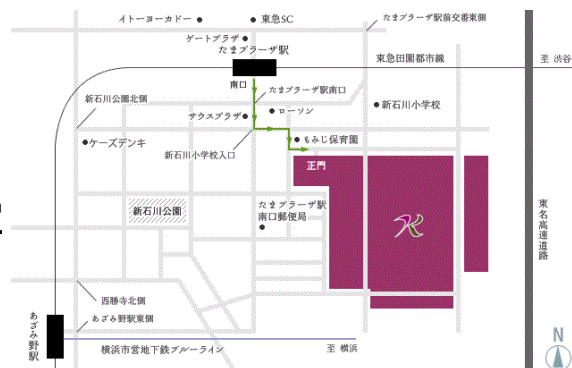 イトーヨーカドー
東急SC
たまプラーザ駅前交番東側
ゲートプラザ
たまプラーザ駅
東急田園都市線
至 渋谷
南口
たまプラーザ駅南口
新石川公園北側
ローソン
新石川小学校
サウスプラザ
ケーズデンキ
もみじ保育園
新石川小学校入口
正門
新石川公園
たまプラーザ駅
南口郵便局
東名高速道路
西勝寺北側
あざみ野駅東側
あざみ野駅
横浜市営地下鉄ブルーライン
至 横浜
N